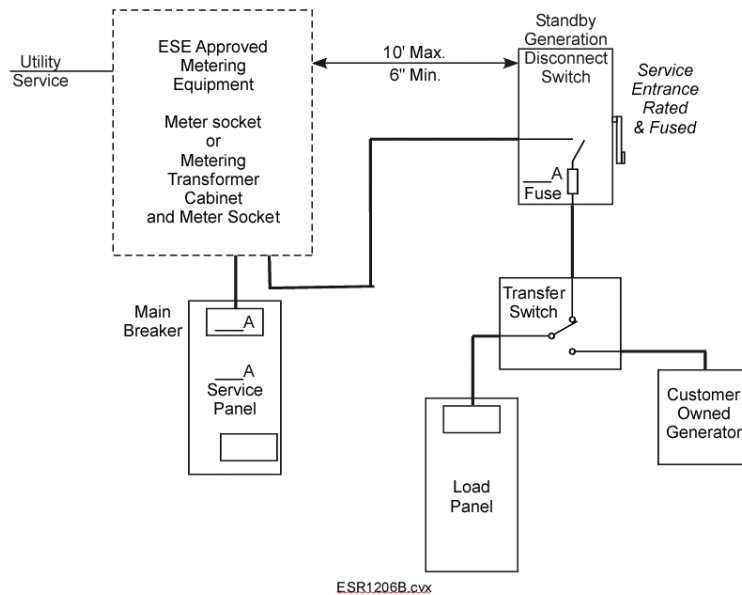 Utility
Service
ESE Approved
Metering
Equipment
Meter socket
or
Metering
Transformer
Cabinet
and Meter Socket
10' Max.
6" Min.
Standby
Generation
Disconnect
Switch
Service
Entrance
Rated
& Fused
___A
Fuse
Main
Breaker
___A
___A
Service
Panel
Transfer
Switch
Load
Panel
Customer
Owned
Generator
ESR1206B.cvx